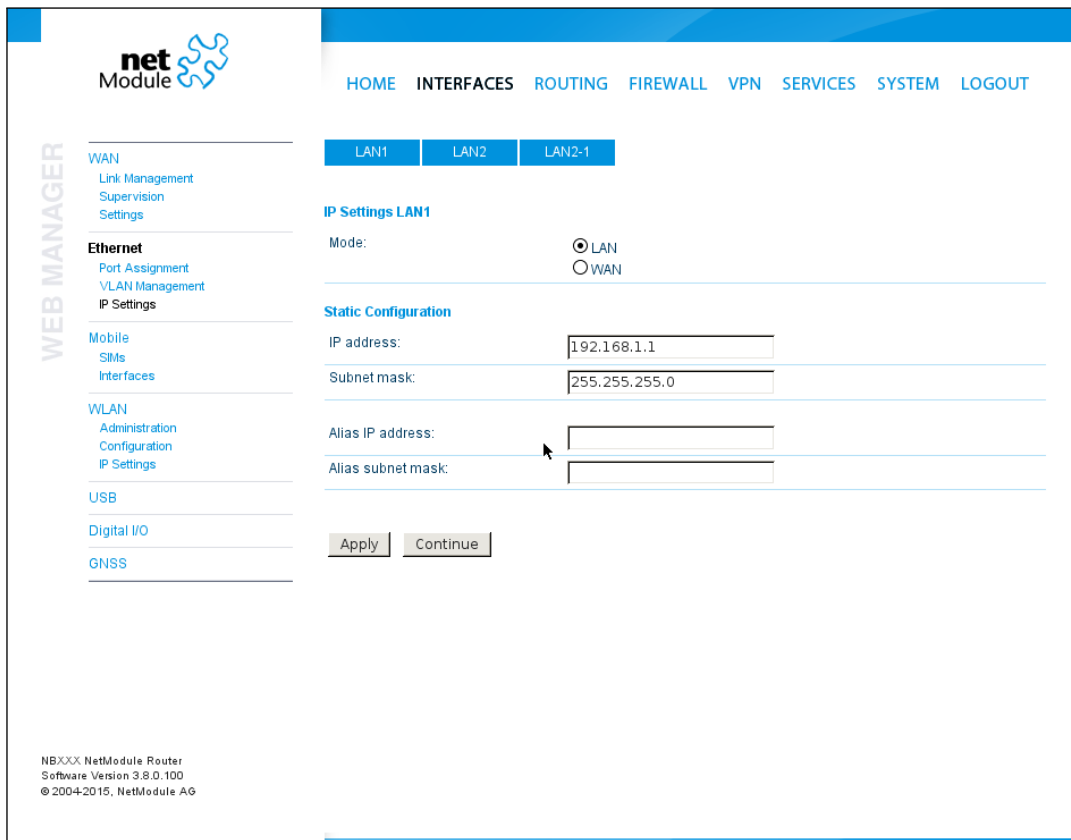 net
Module
HOME INTERFACES ROUTING FIREWALL VPN SERVICES SYSTEM LOGOUT
WEB MANAGER
WAN
Link Management
Supervision
Settings
Ethernet
Port Assignment
VLAN Management
IP Settings
Mobile
SIMs
Interfaces
WLAN
Administration
Configuration
IP Settings
USB
Digital I/O
GNSS
LAN1 LAN2 LAN2-1
IP Settings LAN1
Mode: LAN
WAN
Static Configuration
IP address: 192.168.1.1
Subnet mask: 255.255.255.0
Alias IP address:
Alias subnet mask:
Apply Continue
NBXXX NetModule Router
Software Version 3.8.0.100
© 2004-2015, NetModule AG